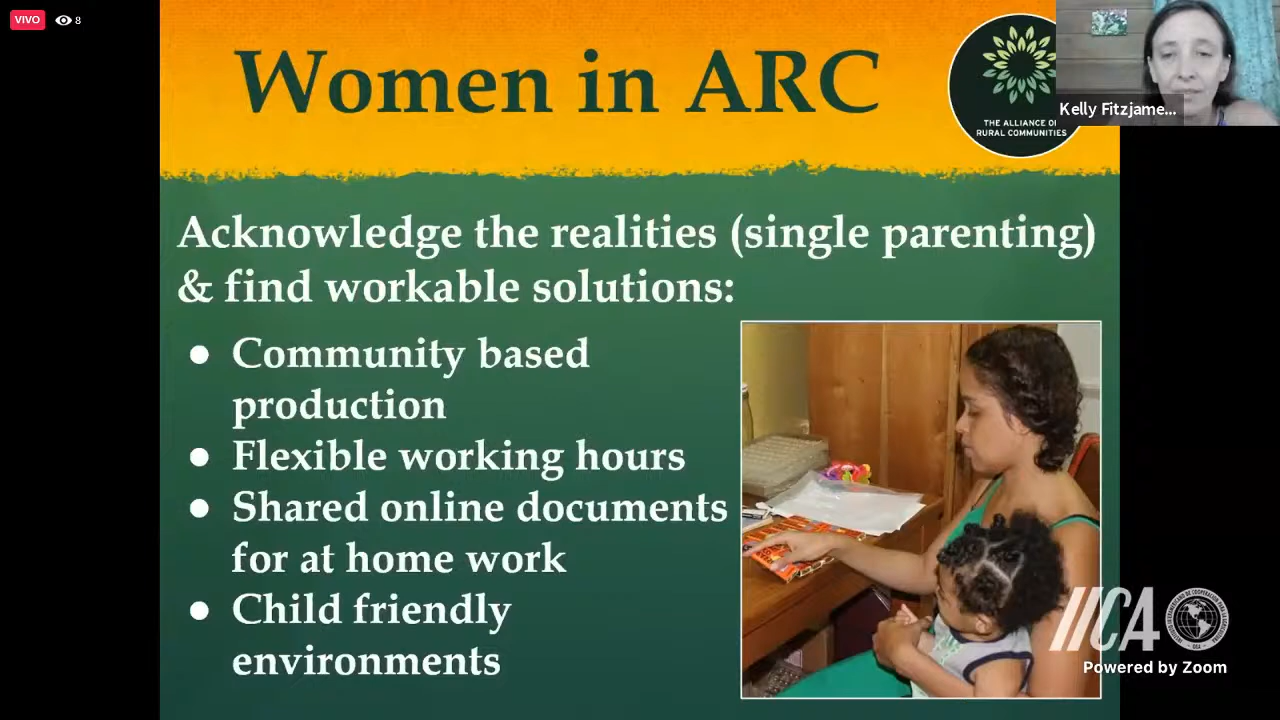 VIVO
8
Women in ARC
THE ALLIANCE OF
RURAL COMMUNITIES
Kelly Fitzjame...
Acknowledge the realities (single parenting)
& find workable solutions:
● Community based
production
● Flexible working hours
● Shared online documents
for at home work
● Child friendly
environments
IICA
Powered by Zoom